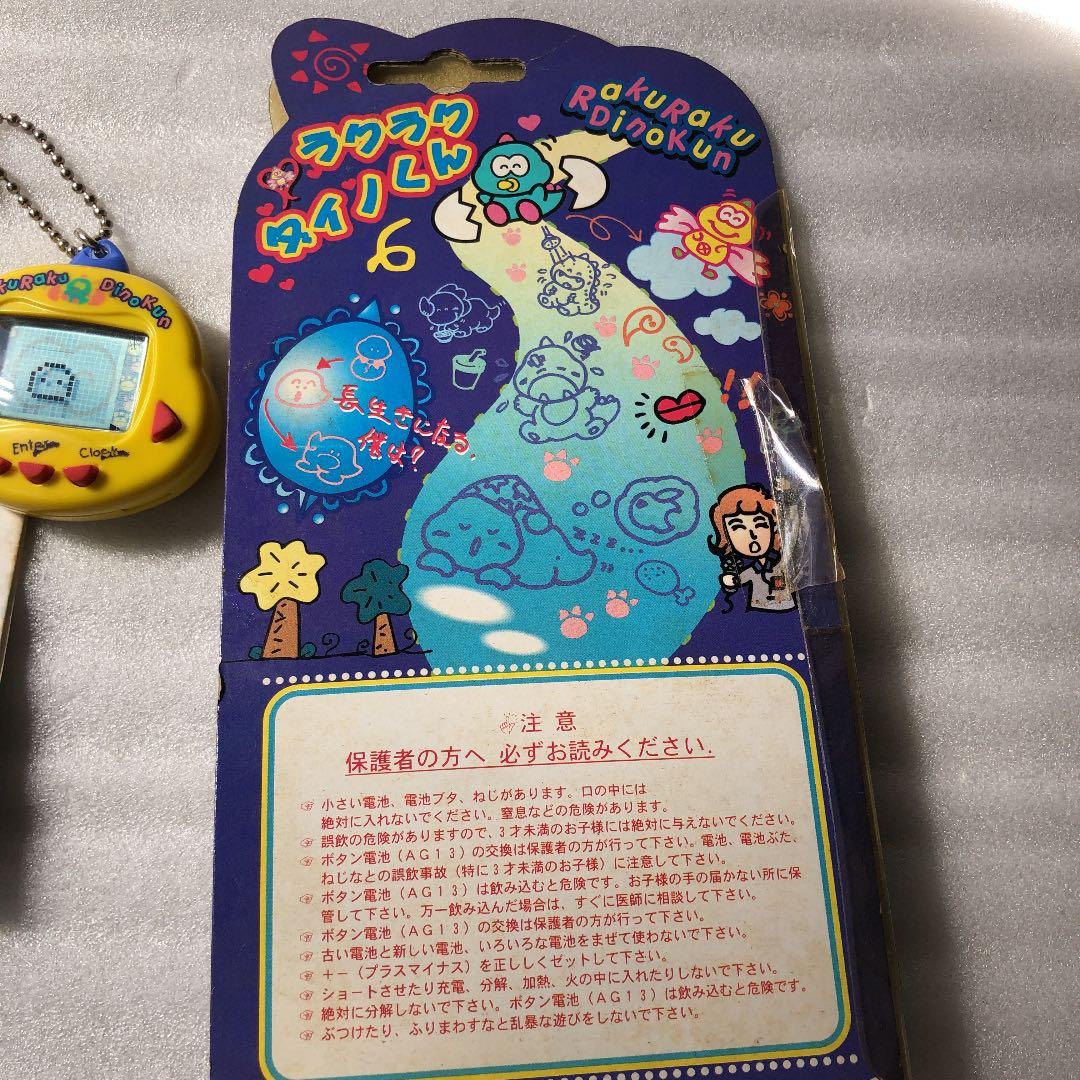 ラクラク
ダイノくん
RakuRaku
DinoKun
kuRaku DinoKun
Enter
長生きになる、
僕は!?
!!
zzz...
注意
保護者の方へ 必ずお読みください.
小さい電池、電池ブタ、ねじがあります。口の中には
絶対に入れないでください。窒息などの危険があります。
誤飲の危険がありますので、3才未満のお子様には絶対に与えないでください。
ボタン電池(AG13)の交換は保護者の方が行って下さい。電池、電池ぶた、
ねじなとの誤飲事故(特に3才未満のお子様)に注意して下さい。
ボタン電池(AG13)は飲み込むと危険です。お子様の手の届かない所に保
管して下さい。万一飲み込んだ場合は、すぐに医師に相談して下さい。
ボタン電池(AG13)の交換は保護者の方が行って下さい。
古い電池と新しい電池、いろいろな電池をまぜて使わないで下さい。
+-(プラスマイナス)を正ししくゼットして下さい。
ショートさせたり充電、分解、加熱、火の中に入れたりしないで下さい。
絶対に分解しないで下さい。ボタン電池(AG13)は飲み込むと危険です。
ぶつけたり、ふりまわすなと乱暴な遊びをしないで下さい。